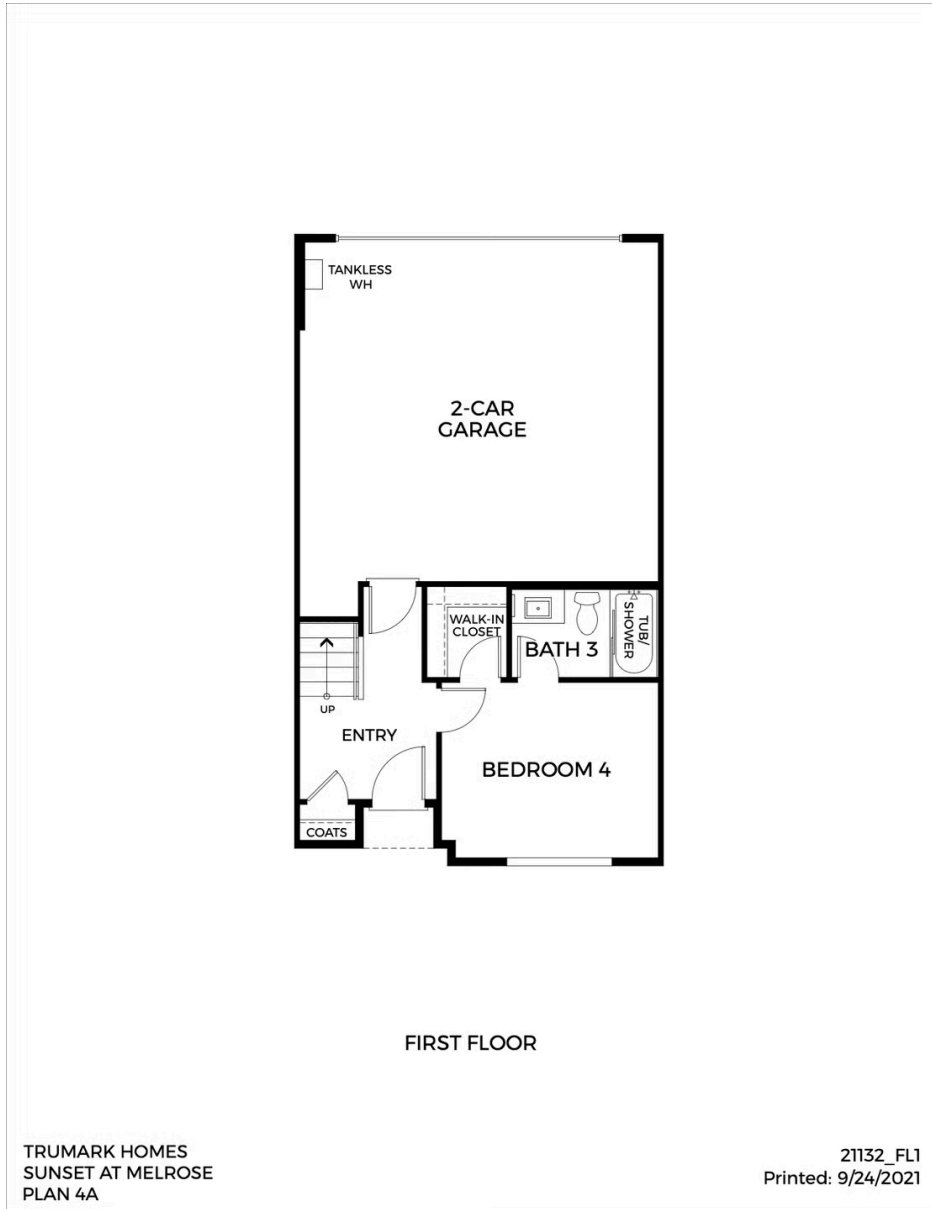 TANKLESS
WH
2-CAR
GARAGE
WALK-IN
CLOSET
BATH 3
TUB/
SHOWER
UP
ENTRY
BEDROOM 4
COATS
FIRST FLOOR
TRUMARK HOMES
SUNSET AT MELROSE
PLAN 4A
21132_FL1
Printed: 9/24/2021